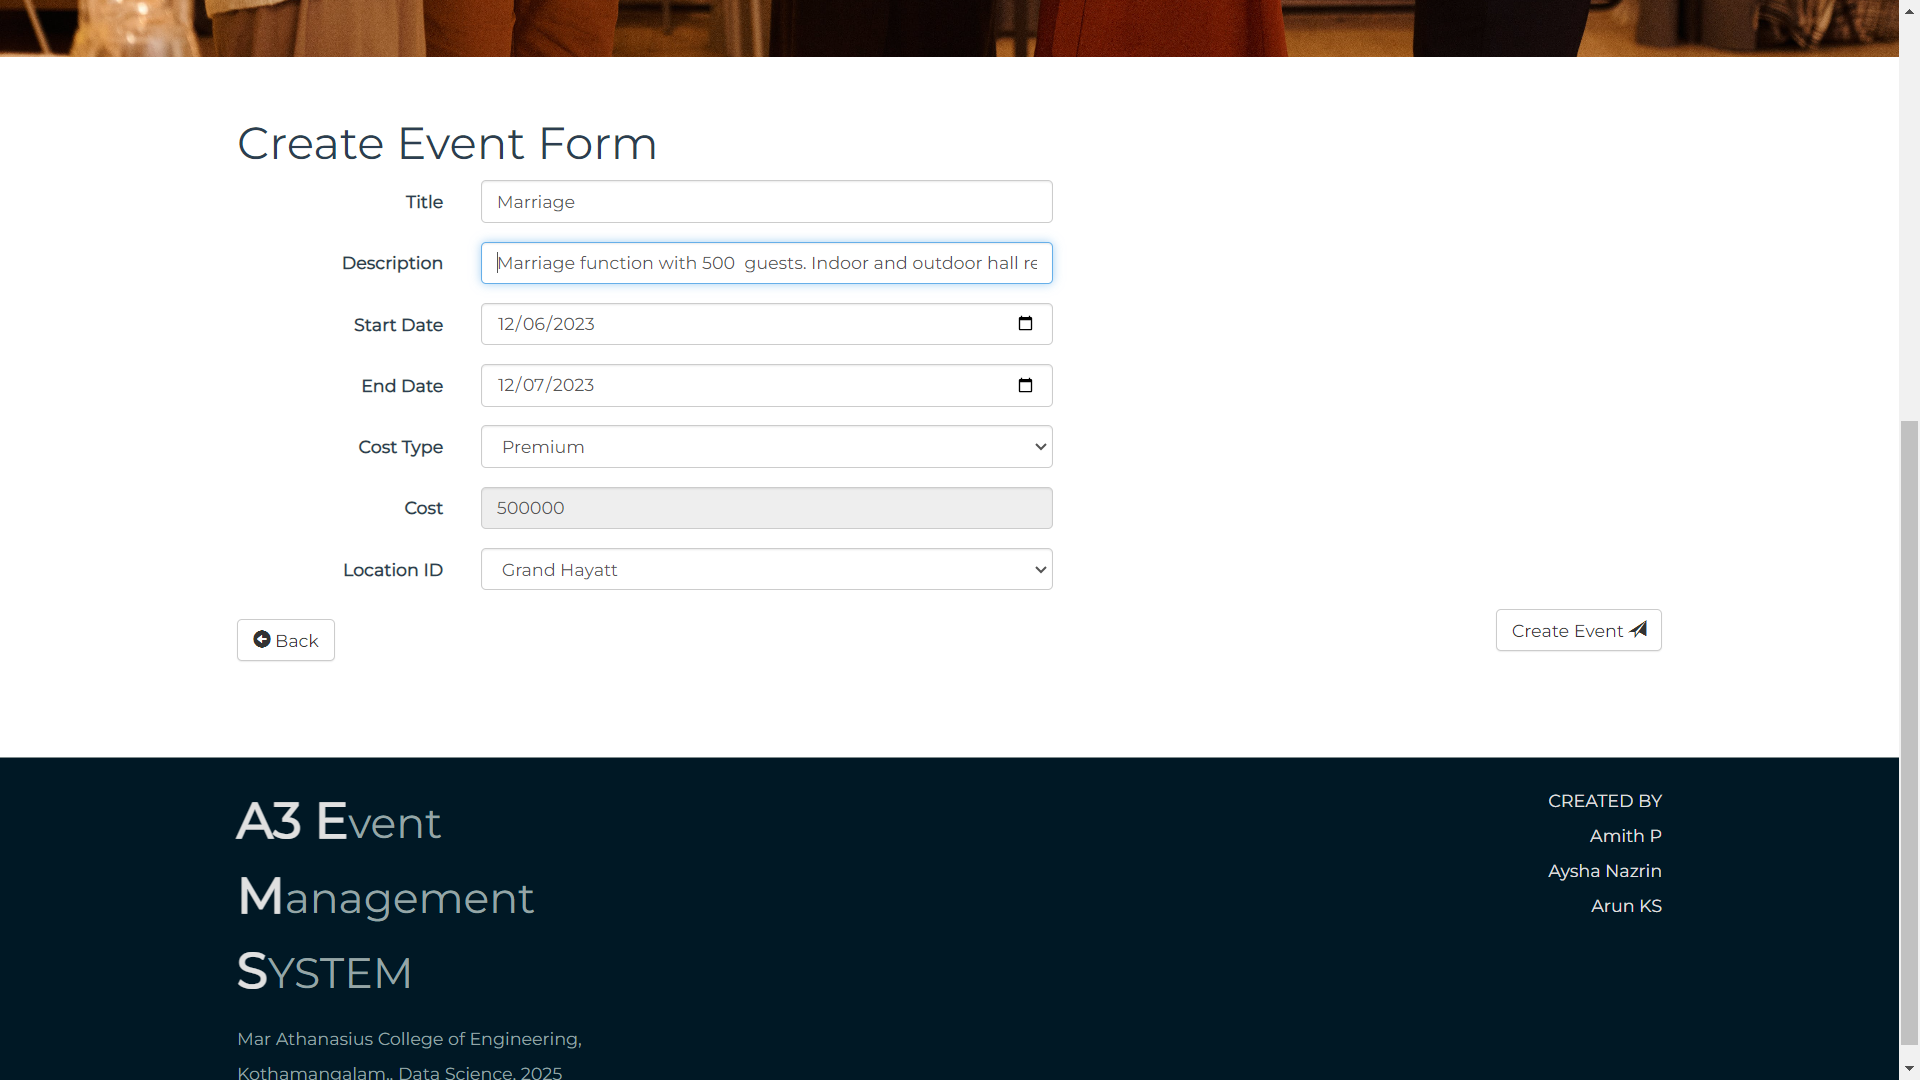 Create Event Form
Title
Marriage
Description
Marriage function with 500  guests. Indoor and outdoor hall re
Start Date
12/06/2023
End Date
12/07/2023
Cost Type
Premium
Cost
500000
Location ID
Grand Hayatt
Back
Create Event
A3 Event
Management
SYSTEM
Mar Athanasius College of Engineering,
Kothamangalam,, Data Science, 2025
CREATED BY
Amith P
Aysha Nazrin
Arun KS